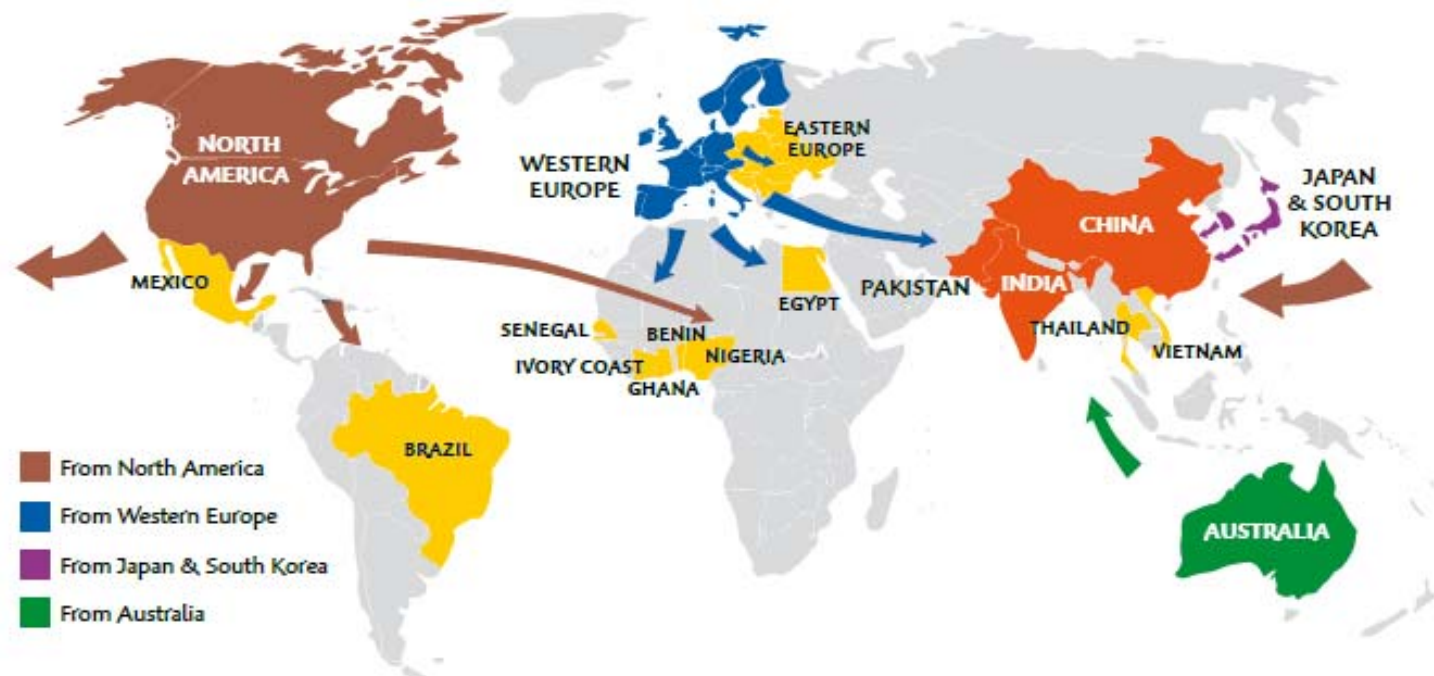 NORTH
AMERICA
WESTERN
EUROPE
EASTERN
EUROPE
JAPAN
& SOUTH
KOREA
CHINA
MEXICO
PAKISTAN
INDIA
EGYPT
SENEGAL
BENIN
THAILAND
VIETNAM
IVORY COAST
NIGERIA
GHANA
BRAZIL
AUSTRALIA
From North America
From Western Europe
From Japan & South Korea
From Australia